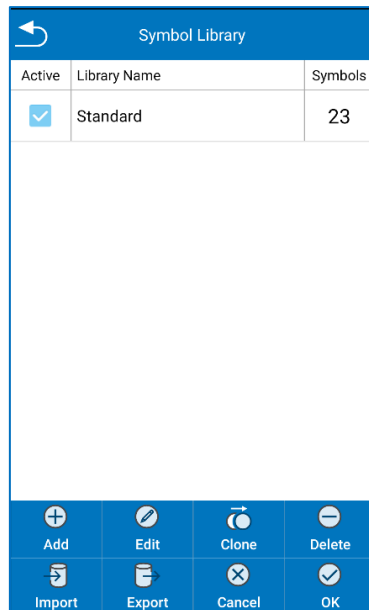 Symbol Library
Active Library Name Symbols
Standard 23
Add Edit Clone Delete
Import Export Cancel OK